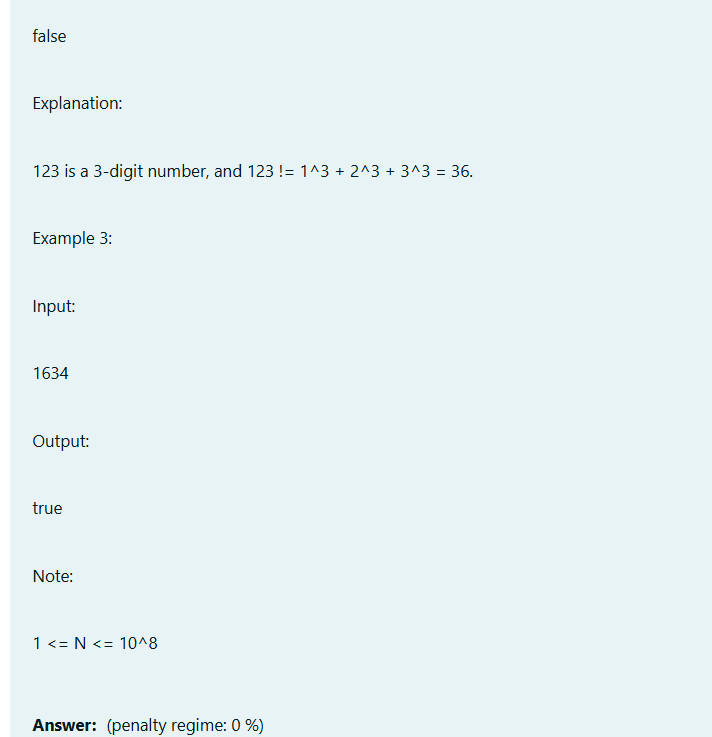 false
Explanation:
123 is a 3-digit number, and 123 != 1^3 + 2^3 + 3^3 = 36.
Example 3:
Input:
1634
Output:
true
Note:
1 <= N <= 10^8
Answer: (penalty regime: 0 %)